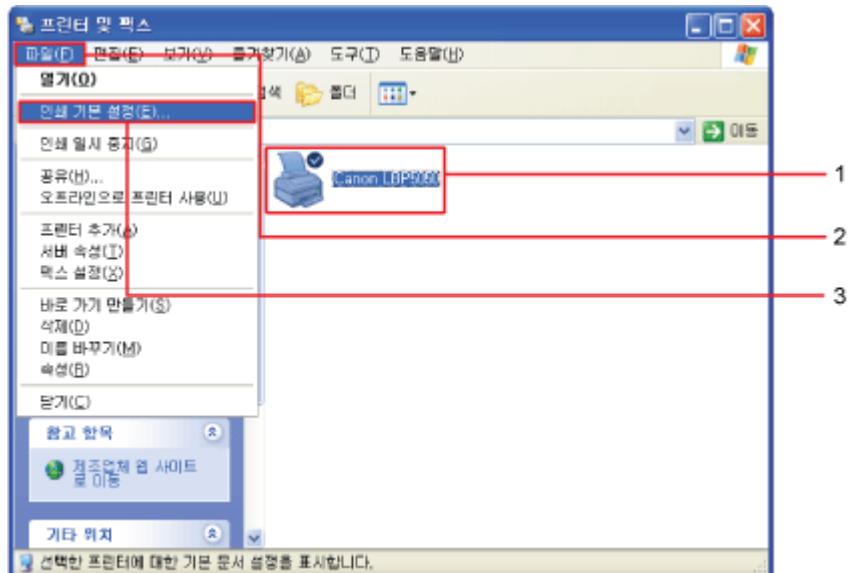 프린터 및 팩스
파일(F) 편집(E) 보기(V) 즐겨찾기(A) 도구(T) 도움말(H)
열기(O)
인쇄 기본 설정(E)...
인쇄 일시 중지(G)
공유(H)...
오프라인으로 프린터 사용(U)
프린터 추가(A)
서버 속성(T)
팩스 설정(X)
바로 가기 만들기(S)
삭제(D)
이름 바꾸기(M)
속성(R)
닫기(C)
색 폴더
이동
Canon LBP5050
1
2
3
참고 항목
제조업체 웹 사이트
로 이동
기타 위치
선택한 프린터에 대한 기본 문서 설정을 표시합니다.